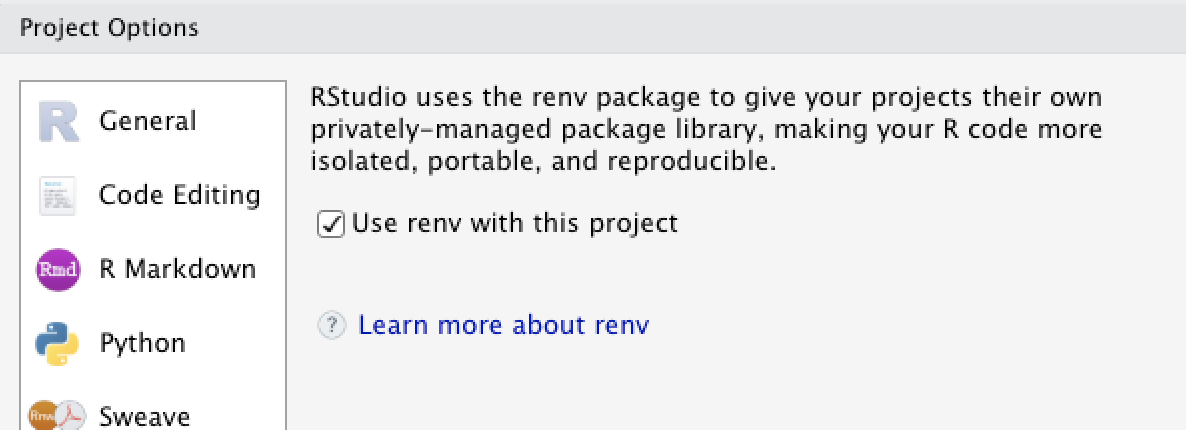 Project Options
General
Code Editing
Rmd
R Markdown
Python
Rnw
Sweave
RStudio uses the renv package to give your projects their own
privately-managed package library, making your R code more
isolated, portable, and reproducible.
Use renv with this project
? Learn more about renv